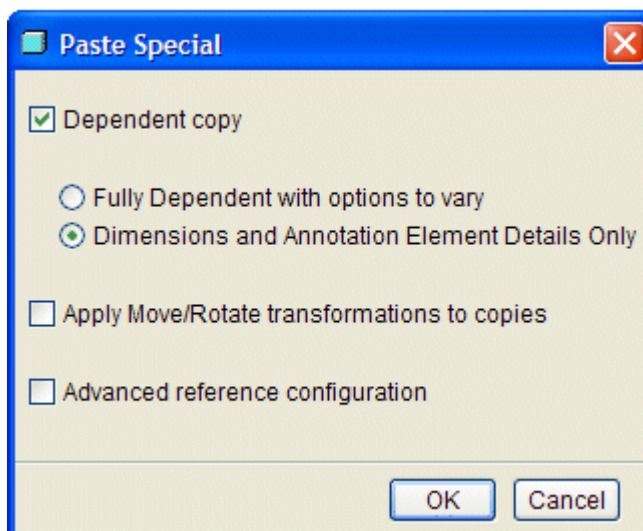 Paste Special
Dependent copy
Fully Dependent with options to vary
Dimensions and Annotation Element Details Only
Apply Move/Rotate transformations to copies
Advanced reference configuration
OK Cancel